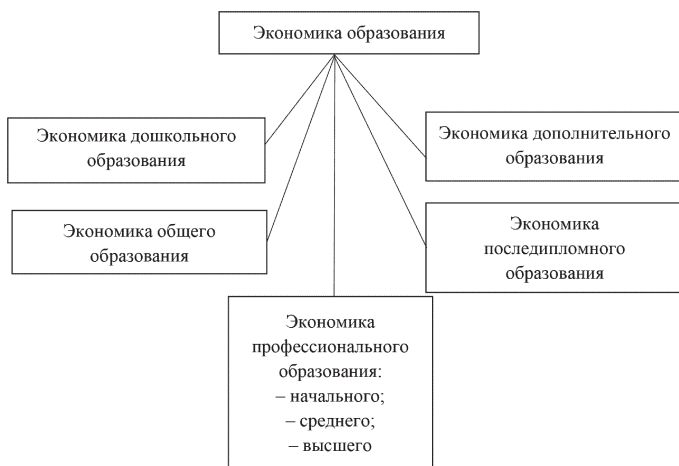 Экономика образования
Экономика дошкольного
образования
Экономика дополнительного
образования
Экономика общего
образования
Экономика
последипломного
образования
Экономика
профессионального
образования:
– начального;
– среднего;
– высшего